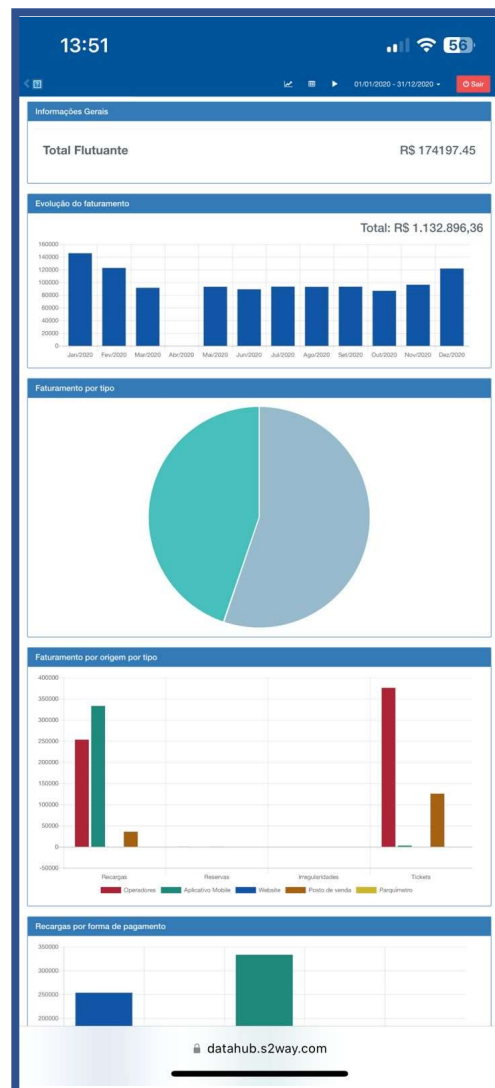 13:51
56
01/01/2020 - 31/12/2020
Sair
Informações Gerais
Total Flutuante R$ 174197.45
Evolução do faturamento
Total: R$ 1.132.896,36
160000
140000
120000
100000
80000
60000
40000
20000
0
Jan/2020 Fev/2020 Mar/2020 Abr/2020 Mai/2020 Jun/2020 Jul/2020 Ago/2020 Set/2020 Out/2020 Nov/2020 Dez/2020
Faturamento por tipo
Faturamento por origem por tipo
400000
350000
300000
250000
200000
150000
100000
50000
0
-50000
Recargas Reservas Irregularidades Tickets
Operadores Aplicativo Mobile Website Posto de venda Parquímetro
Recargas por forma de pagamento
350000
300000
250000
200000
datahub.s2way.com